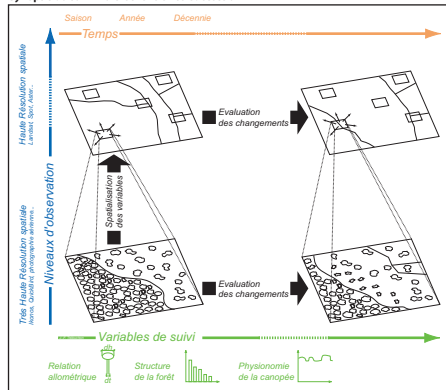 Saison Année Décennie
Temps
Niveaux d'observation
Haute Résolution spatiale
Landsat, Spot, Aster...
Très Haute Résolution spatiale
Ikonos, QuickBird, photographie aérienne...
Evaluation
des changements
Spatialisation
des variables
Evaluation
des changements
Variables de suivi
Relation
allométrique
Structure
de la forêt
Physionomie
de la canopée